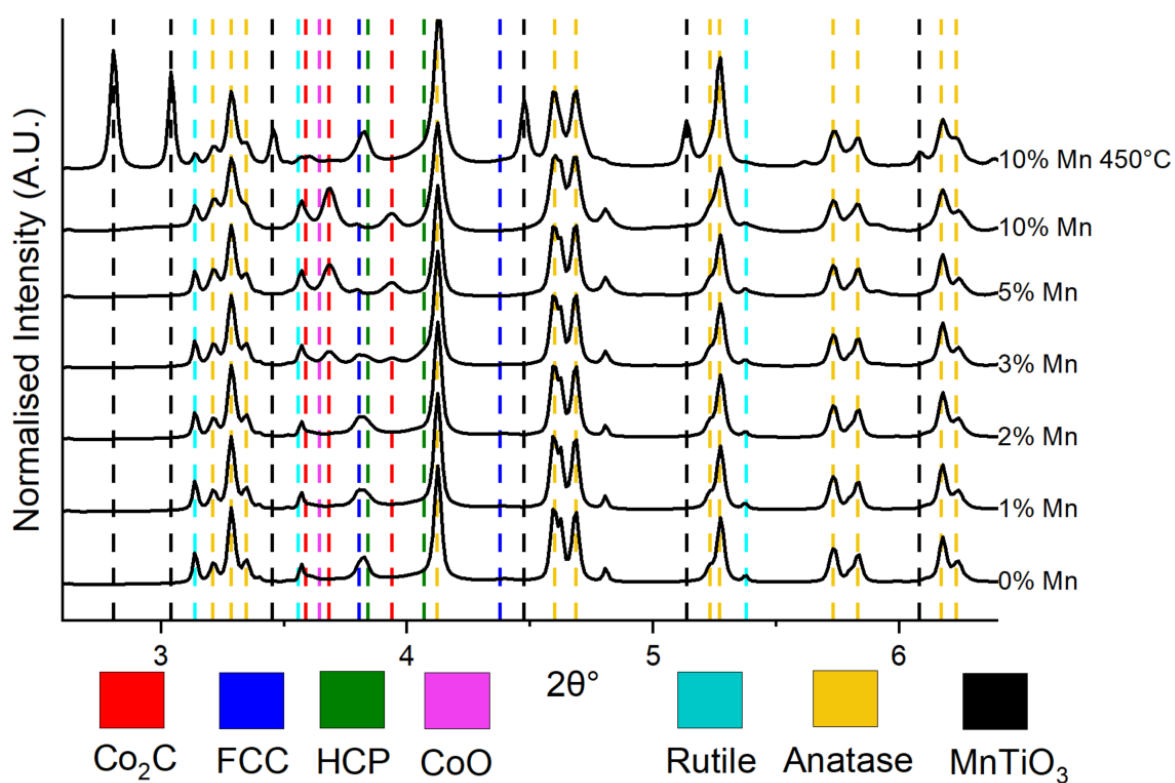 Normalised Intensity (A.U.)
10% Mn 450°C
10% Mn
5% Mn
3% Mn
2% Mn
1% Mn
0% Mn
3 4 5 6
2θ°
Co₂C FCC HCP CoO Rutile Anatase MnTiO₃